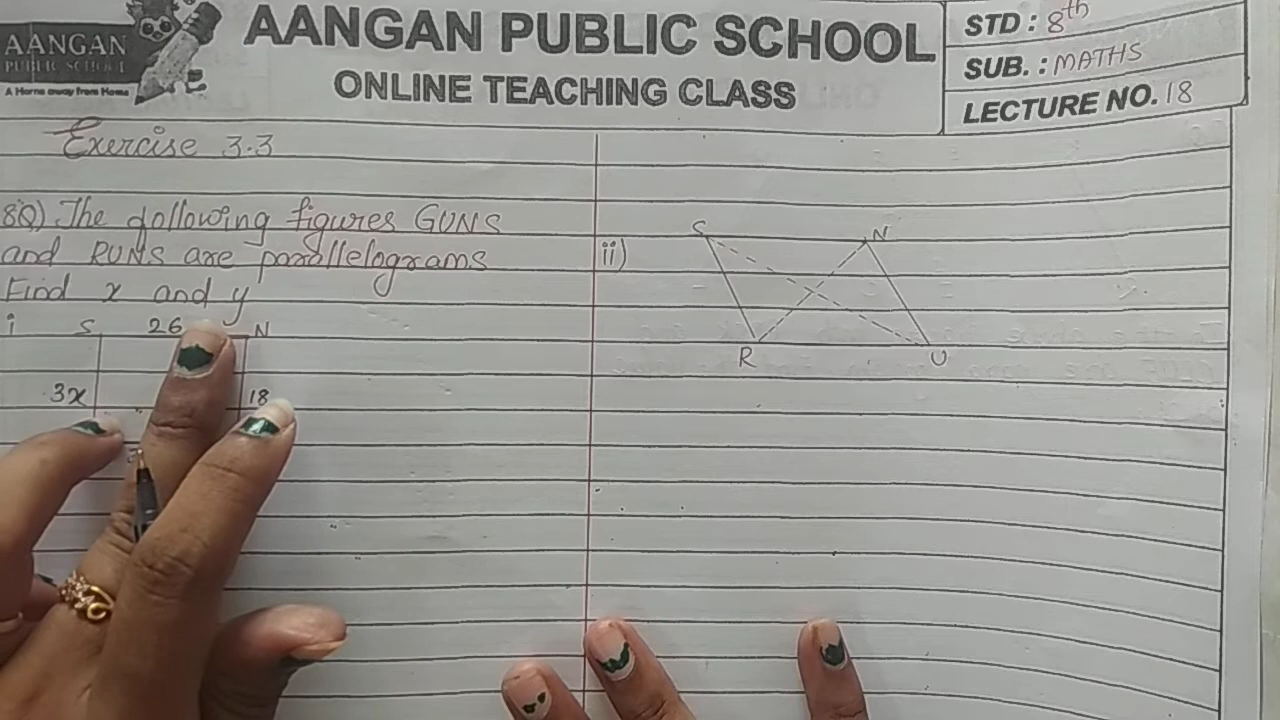 AANGAN
PUBLIC SCHOOL
A Home away from Home
AANGAN PUBLIC SCHOOL
ONLINE TEACHING CLASS
STD : 8th
SUB. : MATHS
LECTURE NO. 18
Exercise 3.3
8Q) The following figures GUNS
and RUNS are parallelograms
Find x and y
i S 26 N
3x 18
ii) S N
R U